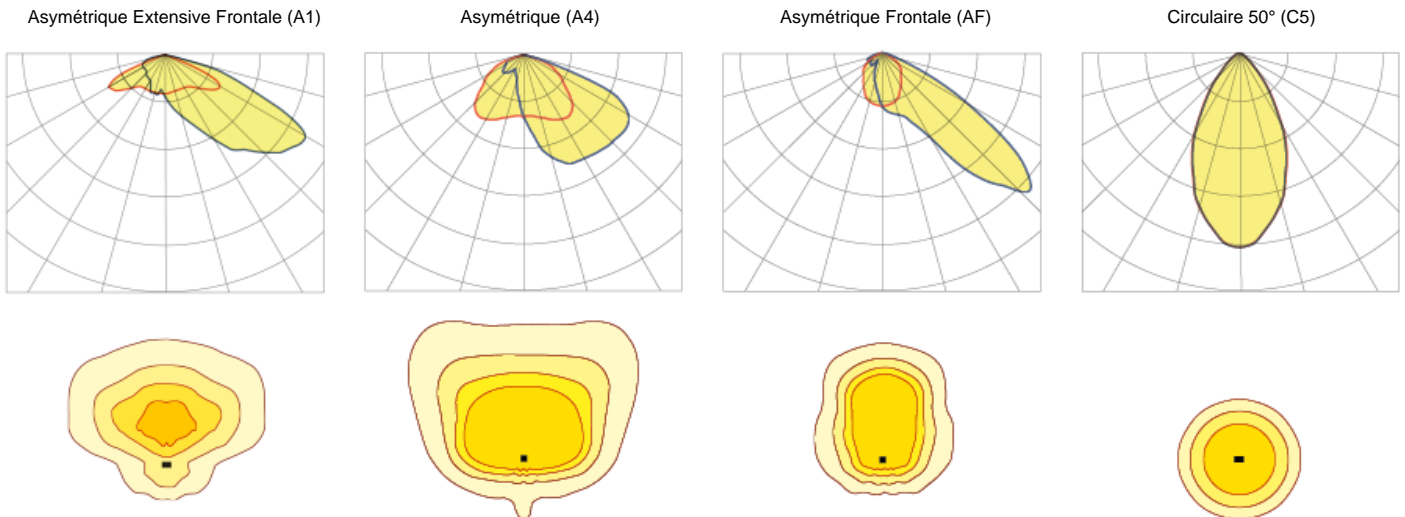 Asymétrique Extensive Frontale (A1)
Asymétrique (A4)
Asymétrique Frontale (AF)
Circulaire 50° (C5)